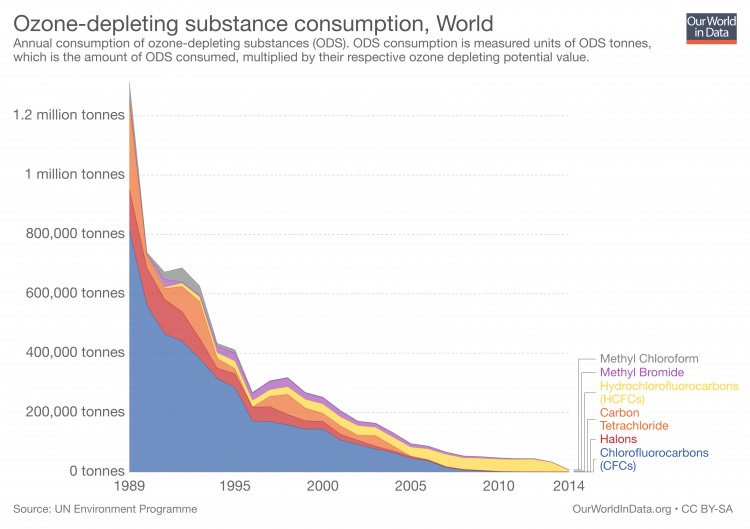 Ozone-depleting substance consumption, World
Annual consumption of ozone-depleting substances (ODS). ODS consumption is measured units of ODS tonnes,
which is the amount of ODS consumed, multiplied by their respective ozone depleting potential value.
Our World
in Data
1.2 million tonnes
1 million tonnes
800,000 tonnes
600,000 tonnes
400,000 tonnes
200,000 tonnes
0 tonnes
1989
1995
2000
2005
2010
2014
Methyl Chloroform
Methyl Bromide
Hydrochlorofluorocarbons
(HCFCs)
Carbon
Tetrachloride
Halons
Chlorofluorocarbons
(CFCs)
Source: UN Environment Programme
OurWorldInData.org • CC BY-SA